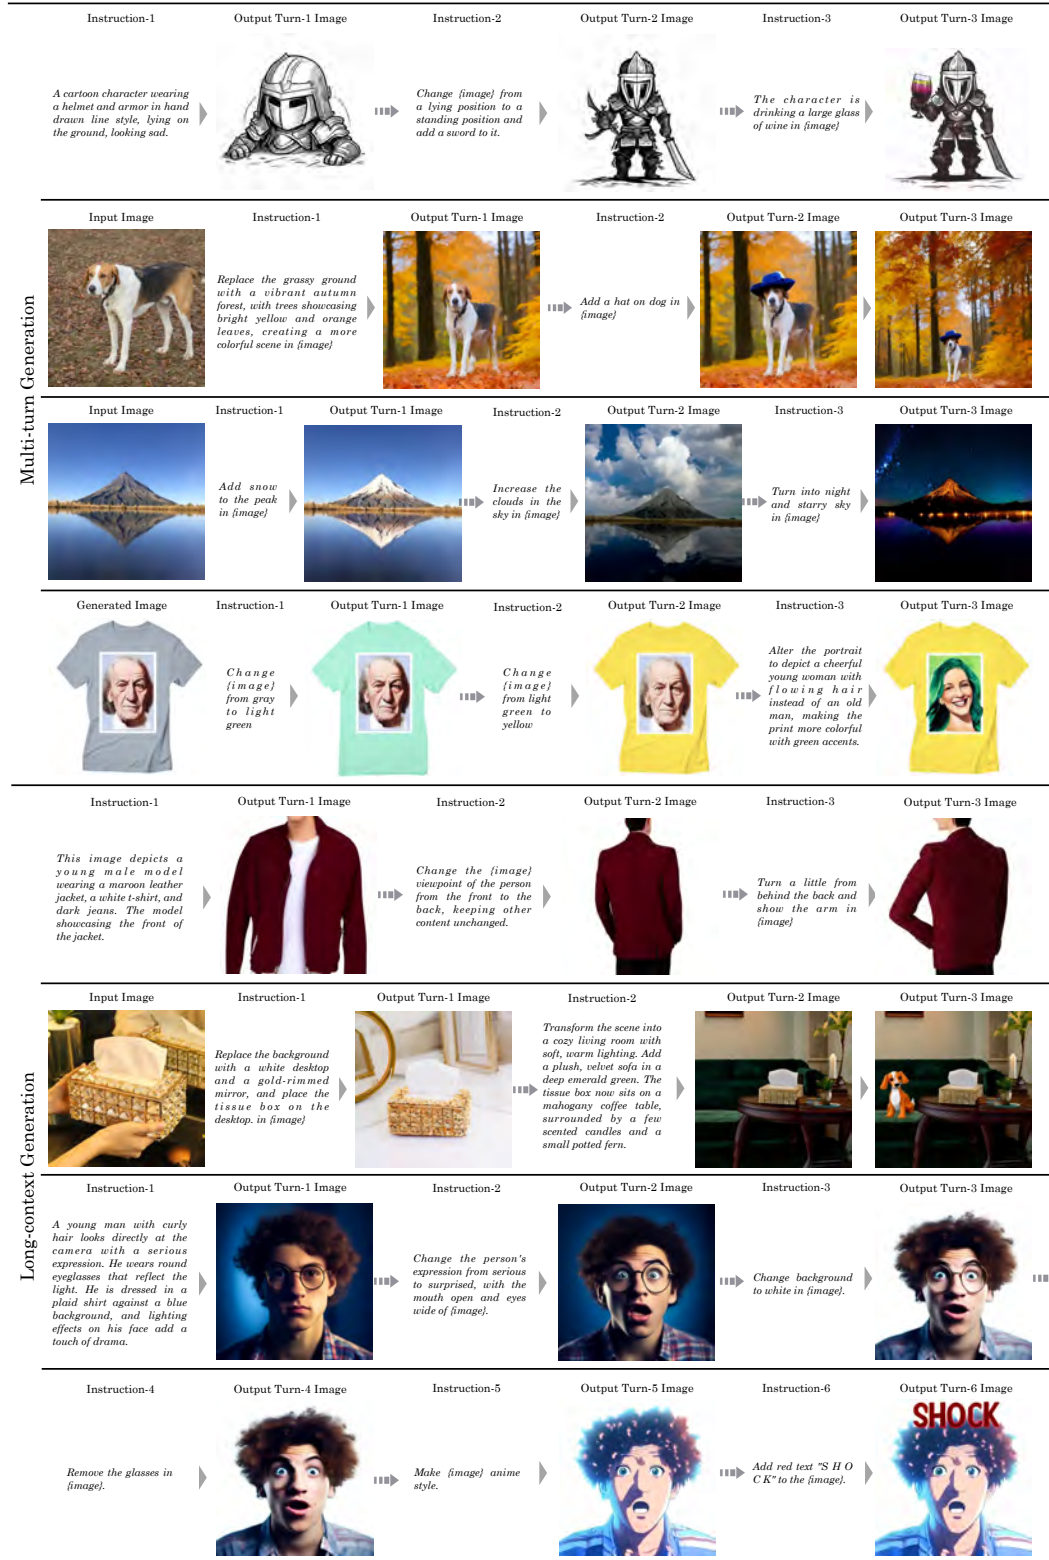 Instruction-1
Output Turn-1 Image
Instruction-2
Output Turn-2 Image
Instruction-3
Output Turn-3 Image
A cartoon character wearing
a helmet and armor in hand
drawn line style, lying on
the ground, looking sad.
Change {image} from
a lying position to a
standing position and
add a sword to it.
The character is
drinking a large glass
of wine in {image}
Multi-turn Generation
Input Image
Instruction-1
Output Turn-1 Image
Instruction-2
Output Turn-2 Image
Output Turn-3 Image
Replace the grassy ground
with a vibrant autumn
forest, with trees showcasing
bright yellow and orange
leaves, creating a more
colorful scene in {image}
Add a hat on dog in
{image}
Input Image
Instruction-1
Output Turn-1 Image
Instruction-2
Output Turn-2 Image
Instruction-3
Output Turn-3 Image
Add snow
to the peak
in {image}
Increase the
clouds in the
sky in {image}
Turn into night
and starry sky
in {image}
Generated Image
Instruction-1
Output Turn-1 Image
Instruction-2
Output Turn-2 Image
Instruction-3
Output Turn-3 Image
Change
{image}
from gray
to light
green
Change
{image}
from light
green to
yellow
Alter the portrait
to depict a cheerful
young woman with
flowing hair
instead of an old
man, making the
print more colorful
with green accents.
Instruction-1
Output Turn-1 Image
Instruction-2
Output Turn-2 Image
Instruction-3
Output Turn-3 Image
This image depicts a
young male model
wearing a maroon leather
jacket, a white t-shirt, and
dark jeans. The model
showcasing the front of
the jacket.
Change the {image}
viewpoint of the person
from the front to the
back, keeping other
content unchanged.
Turn a little from
behind the back and
show the arm in
{image}
Long-context Generation
Input Image
Instruction-1
Output Turn-1 Image
Instruction-2
Output Turn-2 Image
Output Turn-3 Image
Replace the background
with a white desktop
and a gold-rimmed
mirror, and place the
tissue box on the
desktop. in {image}
Transform the scene into
a cozy living room with
soft, warm lighting. Add
a plush, velvet sofa in a
deep emerald green. The
tissue box now sits on a
mahogany coffee table,
surrounded by a few
scented candles and a
small potted fern.
Instruction-1
Output Turn-1 Image
Instruction-2
Output Turn-2 Image
Instruction-3
Output Turn-3 Image
A young man with curly
hair looks directly at the
camera with a serious
expression. He wears round
eyeglasses that reflect the
light. He is dressed in a
plaid shirt against a blue
background, and lighting
effects on his face add a
touch of drama.
Change the person's
expression from serious
to surprised, with the
mouth open and eyes
wide of {image}.
Change background
to white in {image}.
Instruction-4
Output Turn-4 Image
Instruction-5
Output Turn-5 Image
Instruction-6
Output Turn-6 Image
Remove the glasses in
{image}.
Make {image} anime
style.
Add red text "S H O
C K" to the {image}.
SHOCK